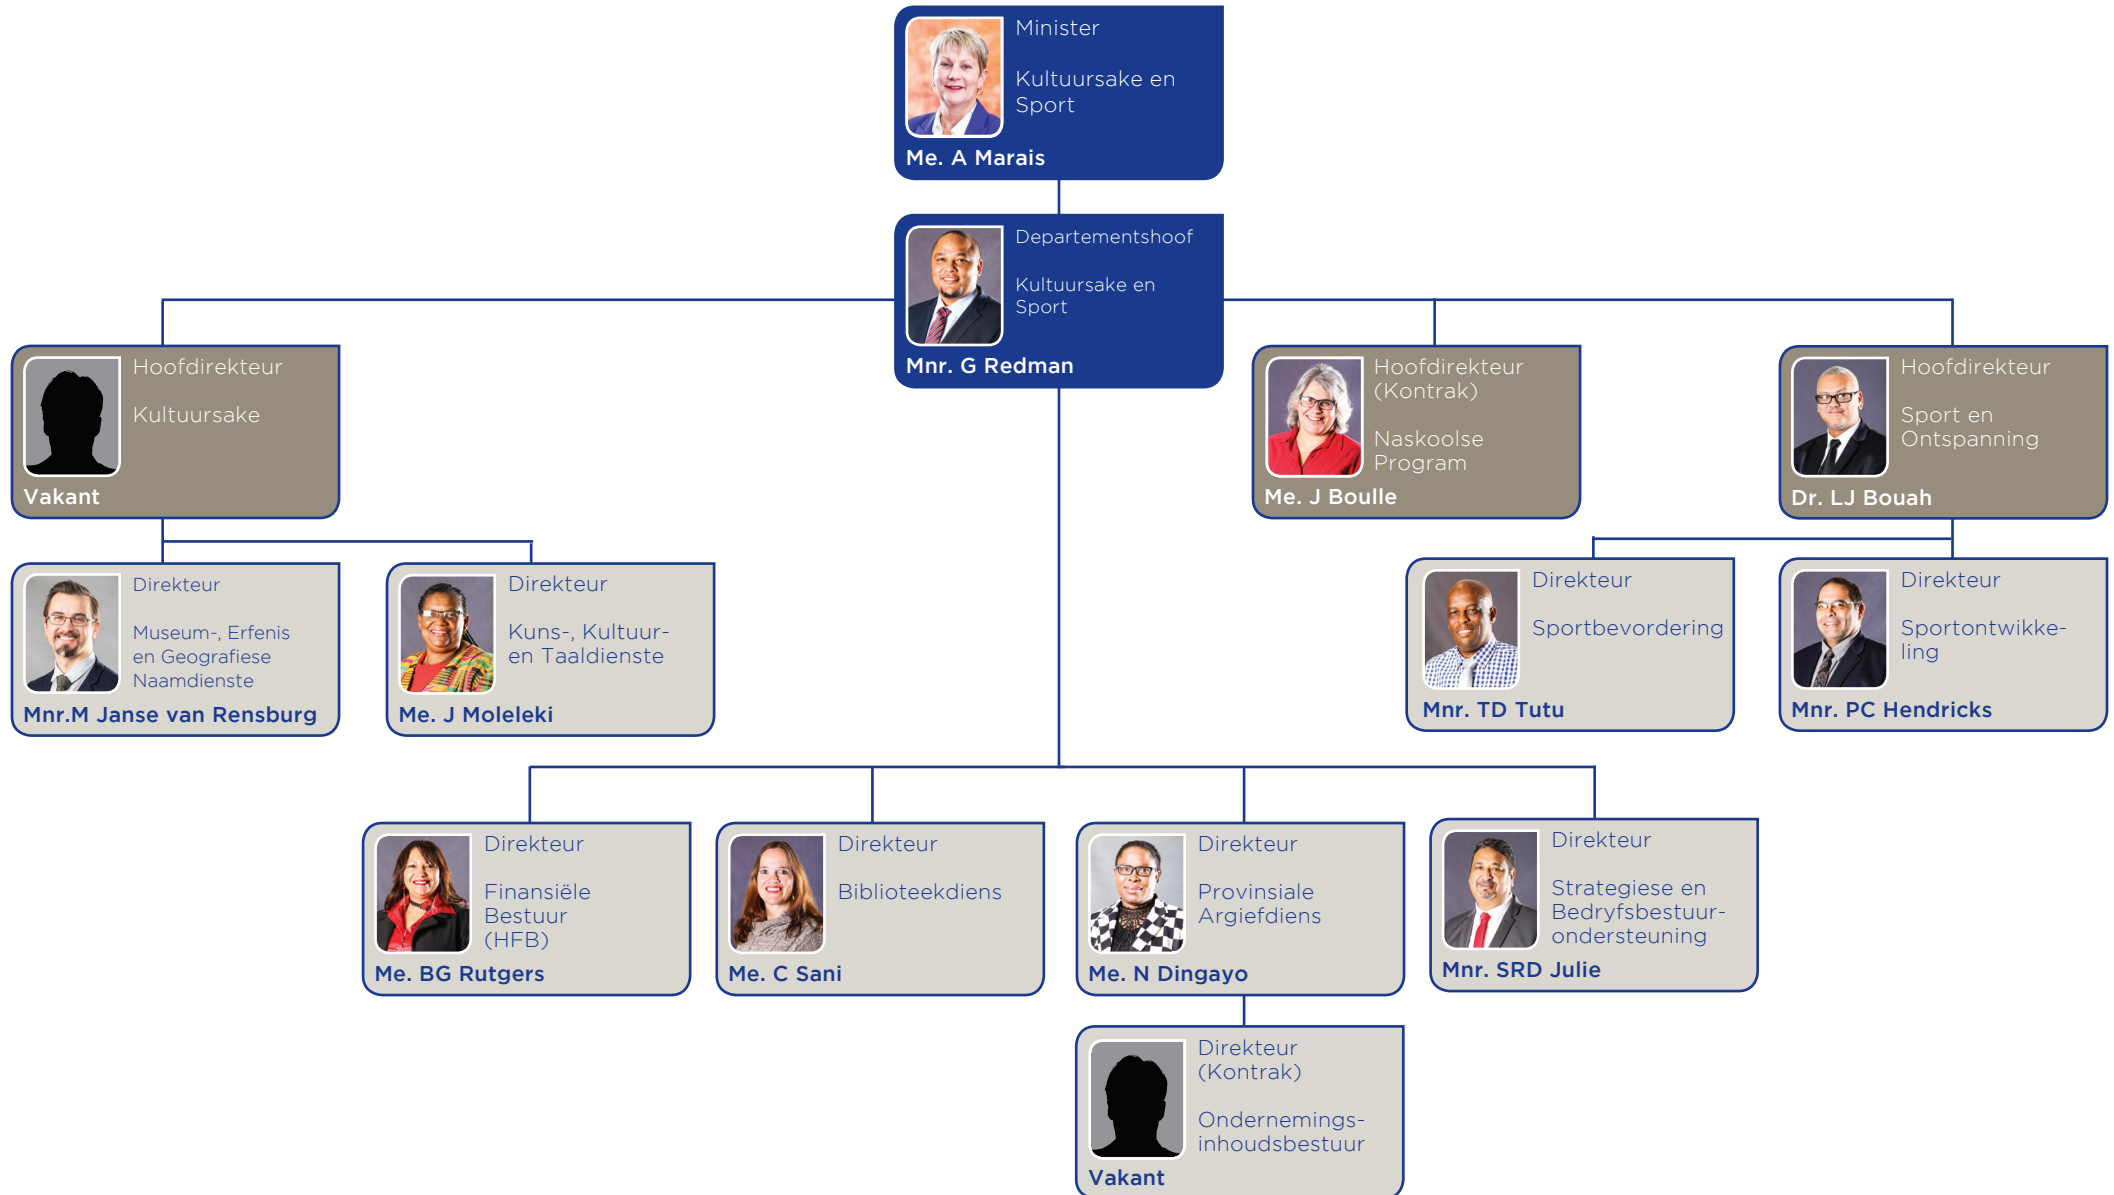 Minister
Kultuursake en
Sport
Me. A Marais
Departementshoof
Kultuursake en
Sport
Mnr. G Redman
Hoofdirekteur
Kultuursake
Vakant
Hoofdirekteur
(Kontrak)
Naskoolse
Program
Me. J Boulle
Hoofdirekteur
Sport en
Ontspanning
Dr. LJ Bouah
Direkteur
Museum-, Erfenis
en Geografiese
Naamdienste
Mnr.M Janse van Rensburg
Direkteur
Kuns-, Kultuur-
en Taaldienste
Me. J Moleleki
Direkteur
Sportbevordering
Mnr. TD Tutu
Direkteur
Sportontwikke-
ling
Mnr. PC Hendricks
Direkteur
Finansiële
Bestuur
(HFB)
Me. BG Rutgers
Direkteur
Biblioteekdiens
Me. C Sani
Direkteur
Provinsiale
Argiefdiens
Me. N Dingayo
Direkteur
Strategiese en
Bedryfsbestuur-
ondersteuning
Mnr. SRD Julie
Direkteur
(Kontrak)
Ondernemings-
inhoudsbestuur
Vakant